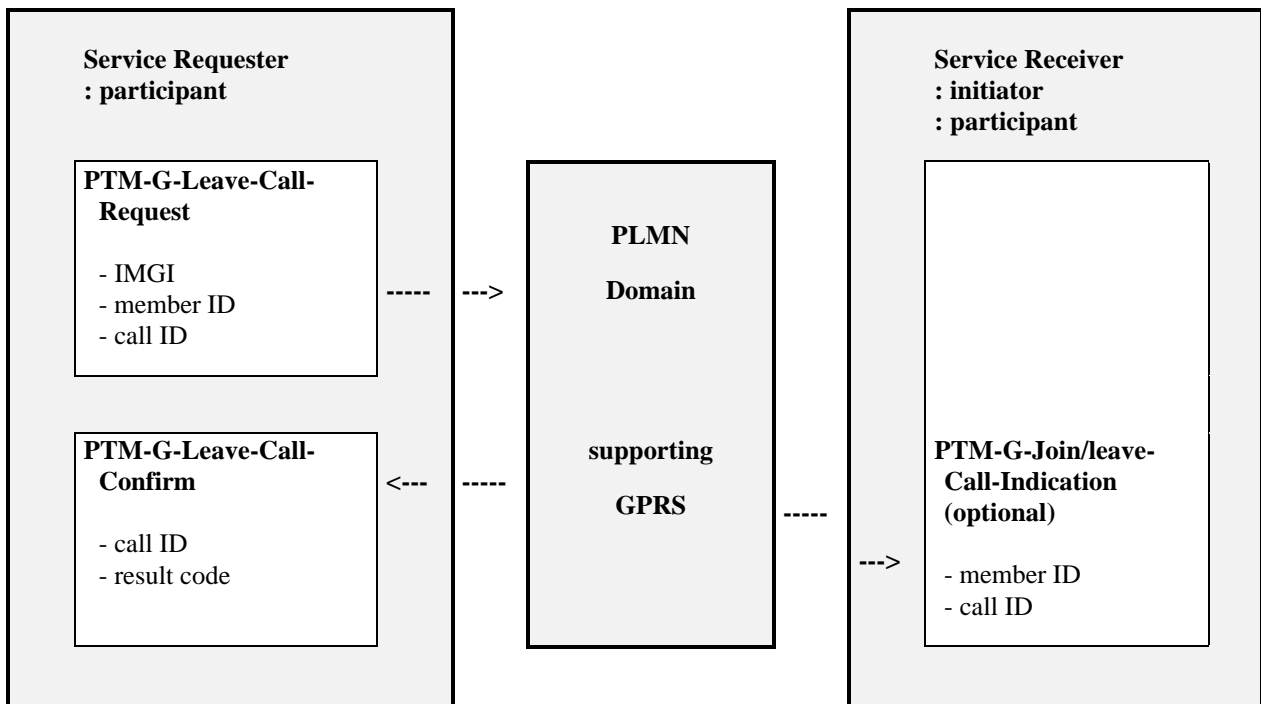 Service Requester
: participant
PTM-G-Leave-Call-
Request
- IMGI
- member ID
- call ID
----- --->
PTM-G-Leave-Call-
Confirm
- call ID
- result code
<--- -----
PLMN
Domain
supporting
GPRS
-----
--->
Service Receiver
: initiator
: participant
PTM-G-Join/leave-
Call-Indication
(optional)
- member ID
- call ID